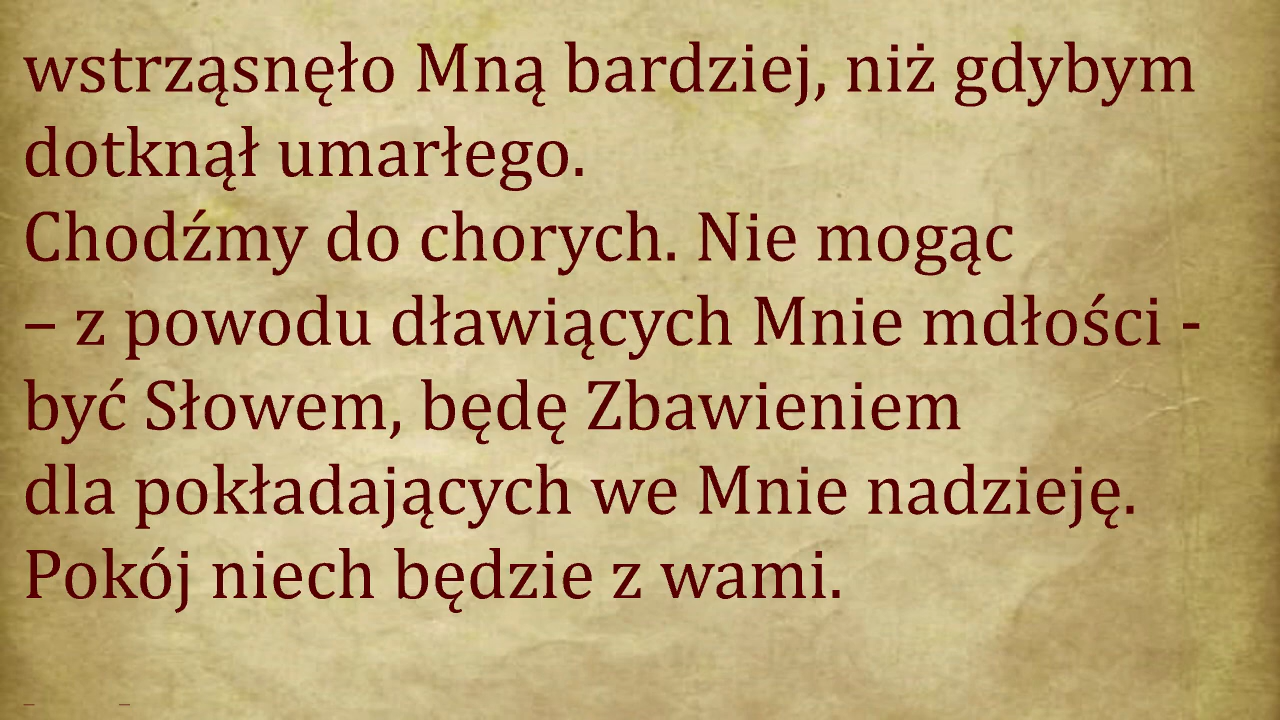 wstrząsnęło Mną bardziej, niż gdybym
dotknął umarłego.
Chodźmy do chorych. Nie mogąc
– z powodu dławiących Mnie mdłości -
być Słowem, będę Zbawieniem
dla pokładających we Mnie nadzieję.
Pokój niech będzie z wami.